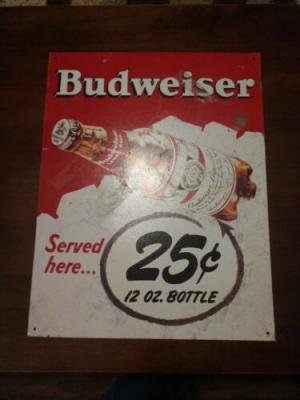 Budweiser
Served
here...
25¢
12 OZ. BOTTLE